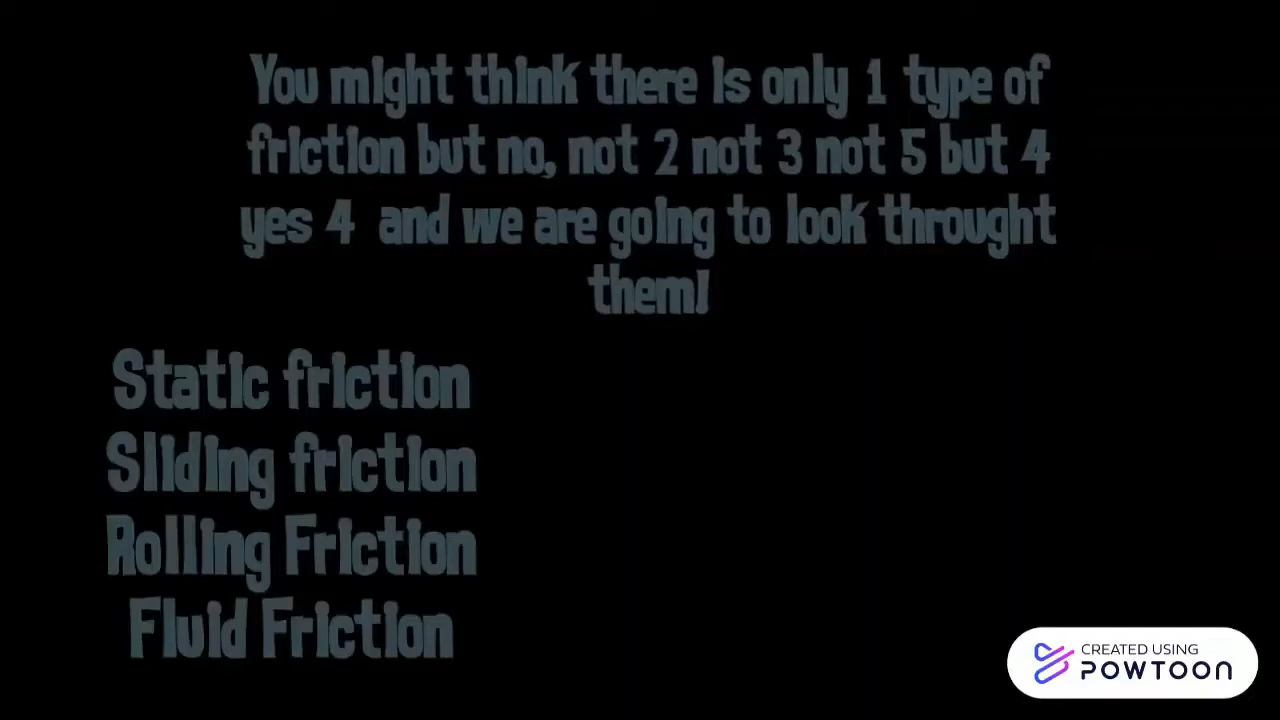 You might think there is only 1 type of
friction but no, not 2 not 3 not 5 but 4
yes 4 and we are going to look throught
them!
Static friction
Sliding friction
Rolling Friction
Fluid Friction
CREATED USING
POWTOON